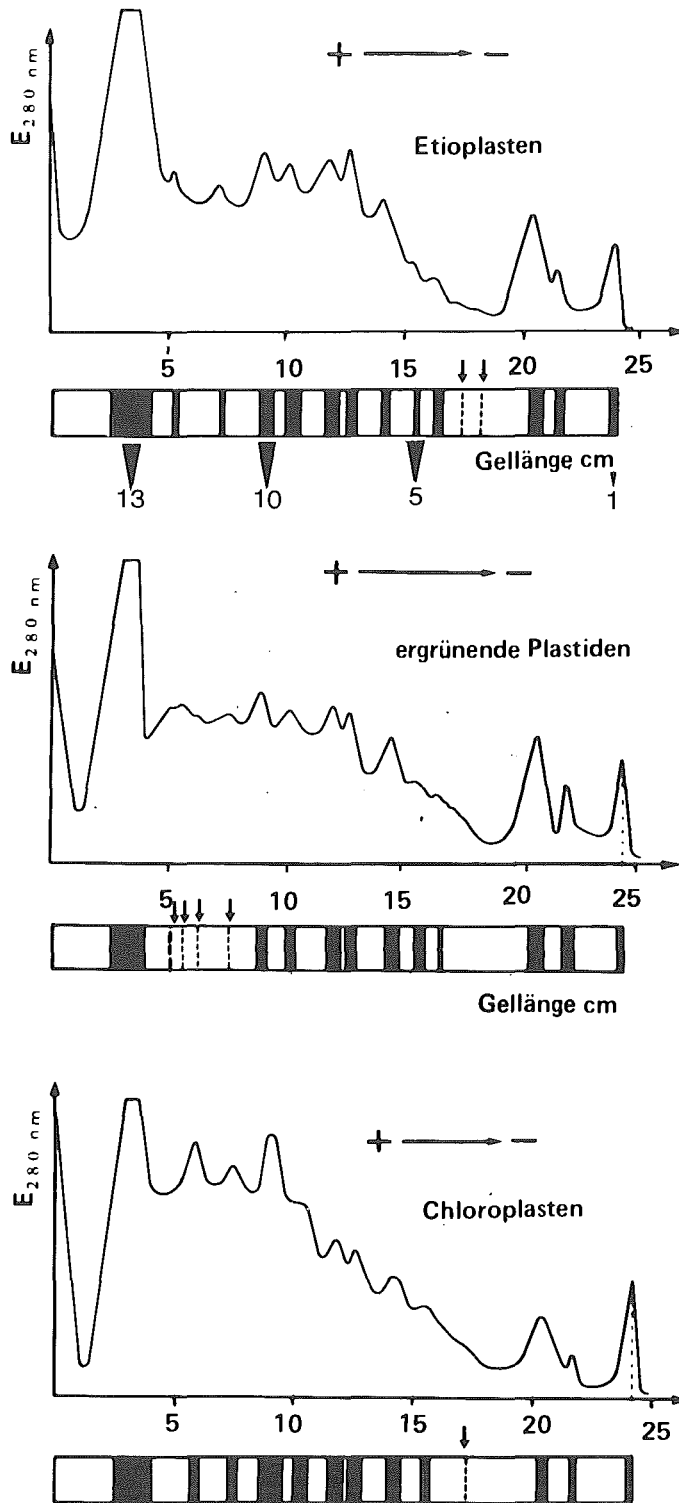 E280 nm
+ → −
Etioplasten
5 10 15 20 25
Gellänge cm
13 10 5 1
E280 nm
+ → −
ergrünende Plastiden
5 10 15 20 25
Gellänge cm
E280 nm
+ → −
Chloroplasten
5 10 15 20 25